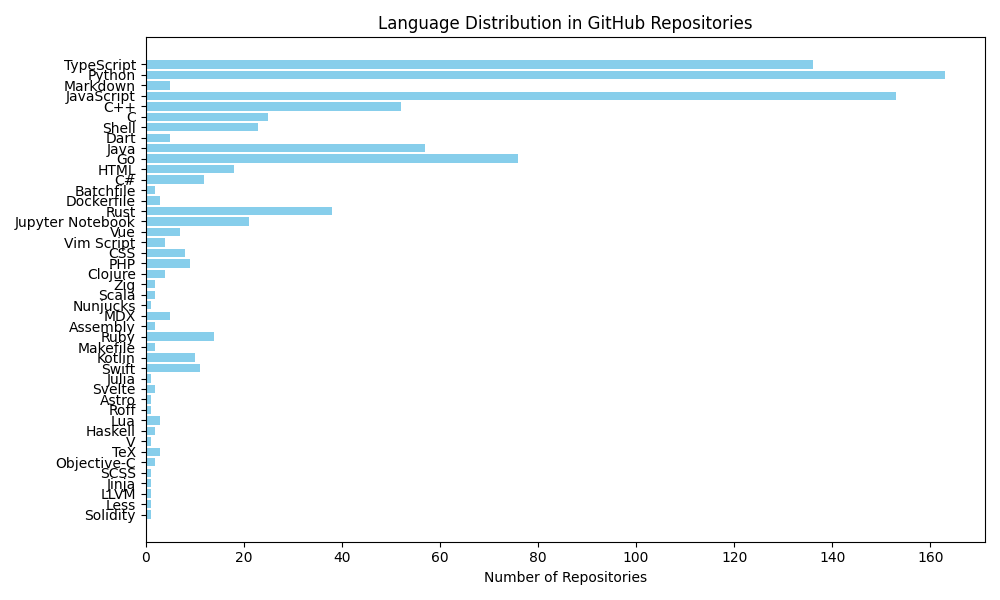 Language Distribution in GitHub Repositories
TypeScript
Python
Markdown
JavaScript
C++
C
Shell
Dart
Java
Go
HTML
C#
Batchfile
Dockerfile
Rust
Jupyter Notebook
Vue
Vim Script
CSS
PHP
Clojure
Zig
Scala
Nunjucks
MDX
Assembly
Ruby
Makefile
Kotlin
Swift
Julia
Svelte
Astro
Roff
Lua
Haskell
V
TeX
Objective-C
SCSS
Jinja
LLVM
Less
Solidity
0 20 40 60 80 100 120 140 160
Number of Repositories